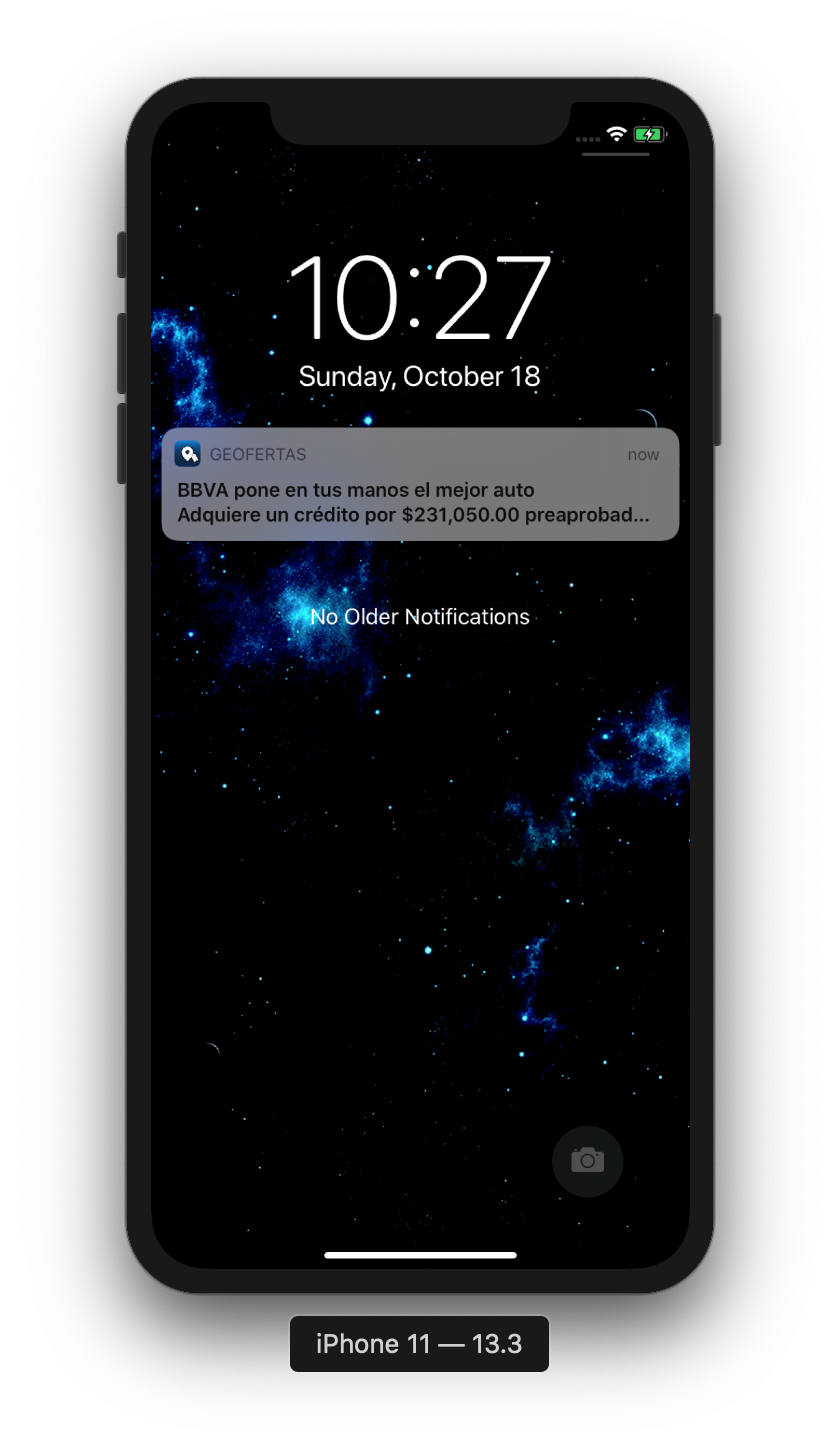 10:27
Sunday, October 18
GEOFERTAS now
BBVA pone en tus manos el mejor auto
Adquiere un crédito por $231,050.00 preaprobad...
No Older Notifications
iPhone 11 — 13.3